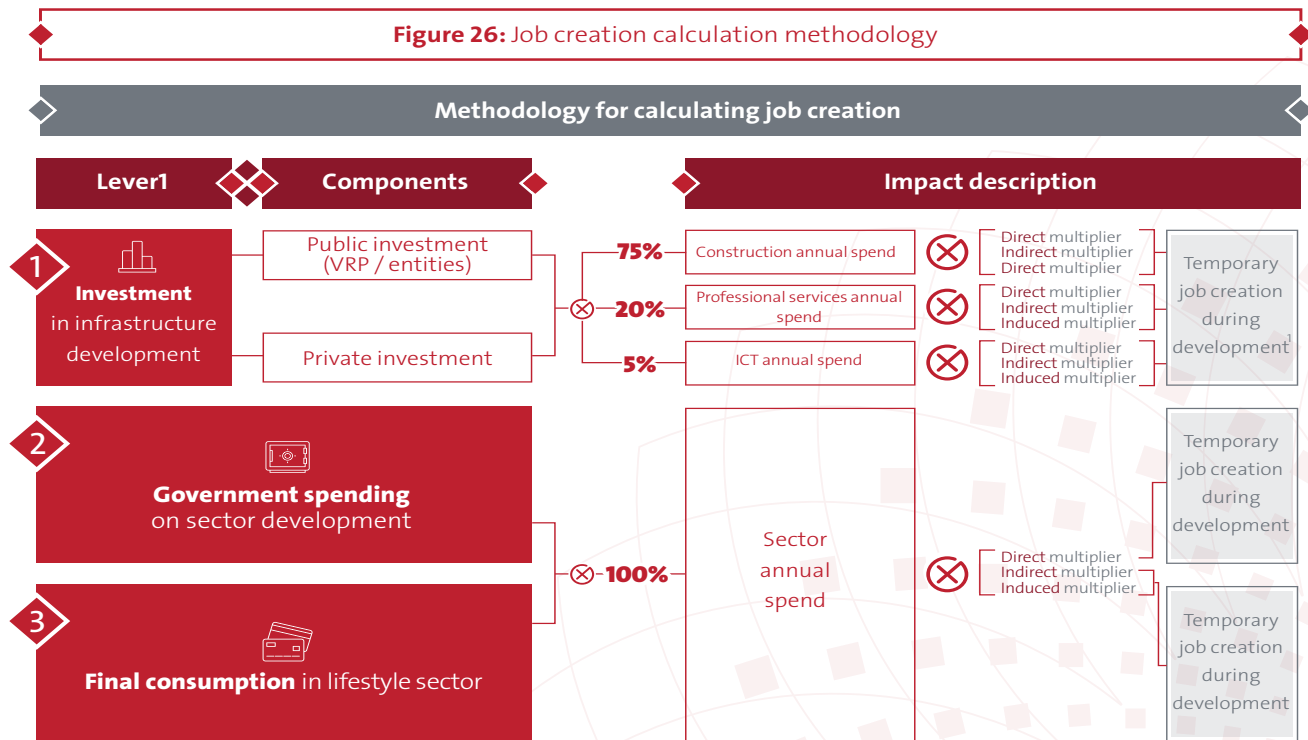 Figure 26: Job creation calculation methodology
Methodology for calculating job creation
Lever1
Components
Impact description
1
Investment
in infrastructure
development
Public investment
(VRP / entities)
Private investment
75%
Construction annual spend
Direct multiplier
Indirect multiplier
Direct multiplier
20%
Professional services annual
spend
Direct multiplier
Indirect multiplier
Induced multiplier
5%
ICT annual spend
Direct multiplier
Indirect multiplier
Induced multiplier
Temporary
job creation
during
development1
2
Government spending
on sector development
3
Final consumption in lifestyle sector
100%
Sector
annual
spend
Direct multiplier
Indirect multiplier
Induced multiplier
Temporary
job creation
during
development
Temporary
job creation
during
development